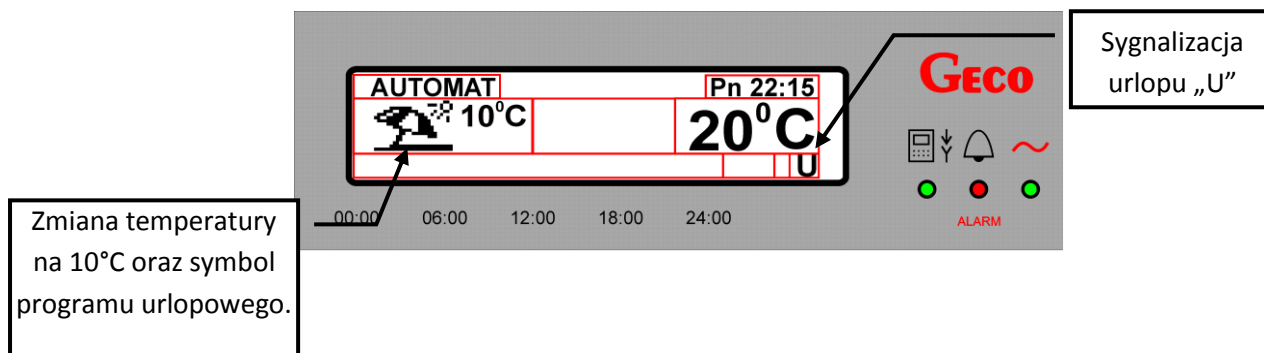 Sygnalizacja
urlopu „U”
GECO
AUTOMAT
Pn 22:15
10°C
20°C
U
00:00 06:00 12:00 18:00 24:00
ALARM
Zmiana temperatury
na 10°C oraz symbol
programu urlopowego.